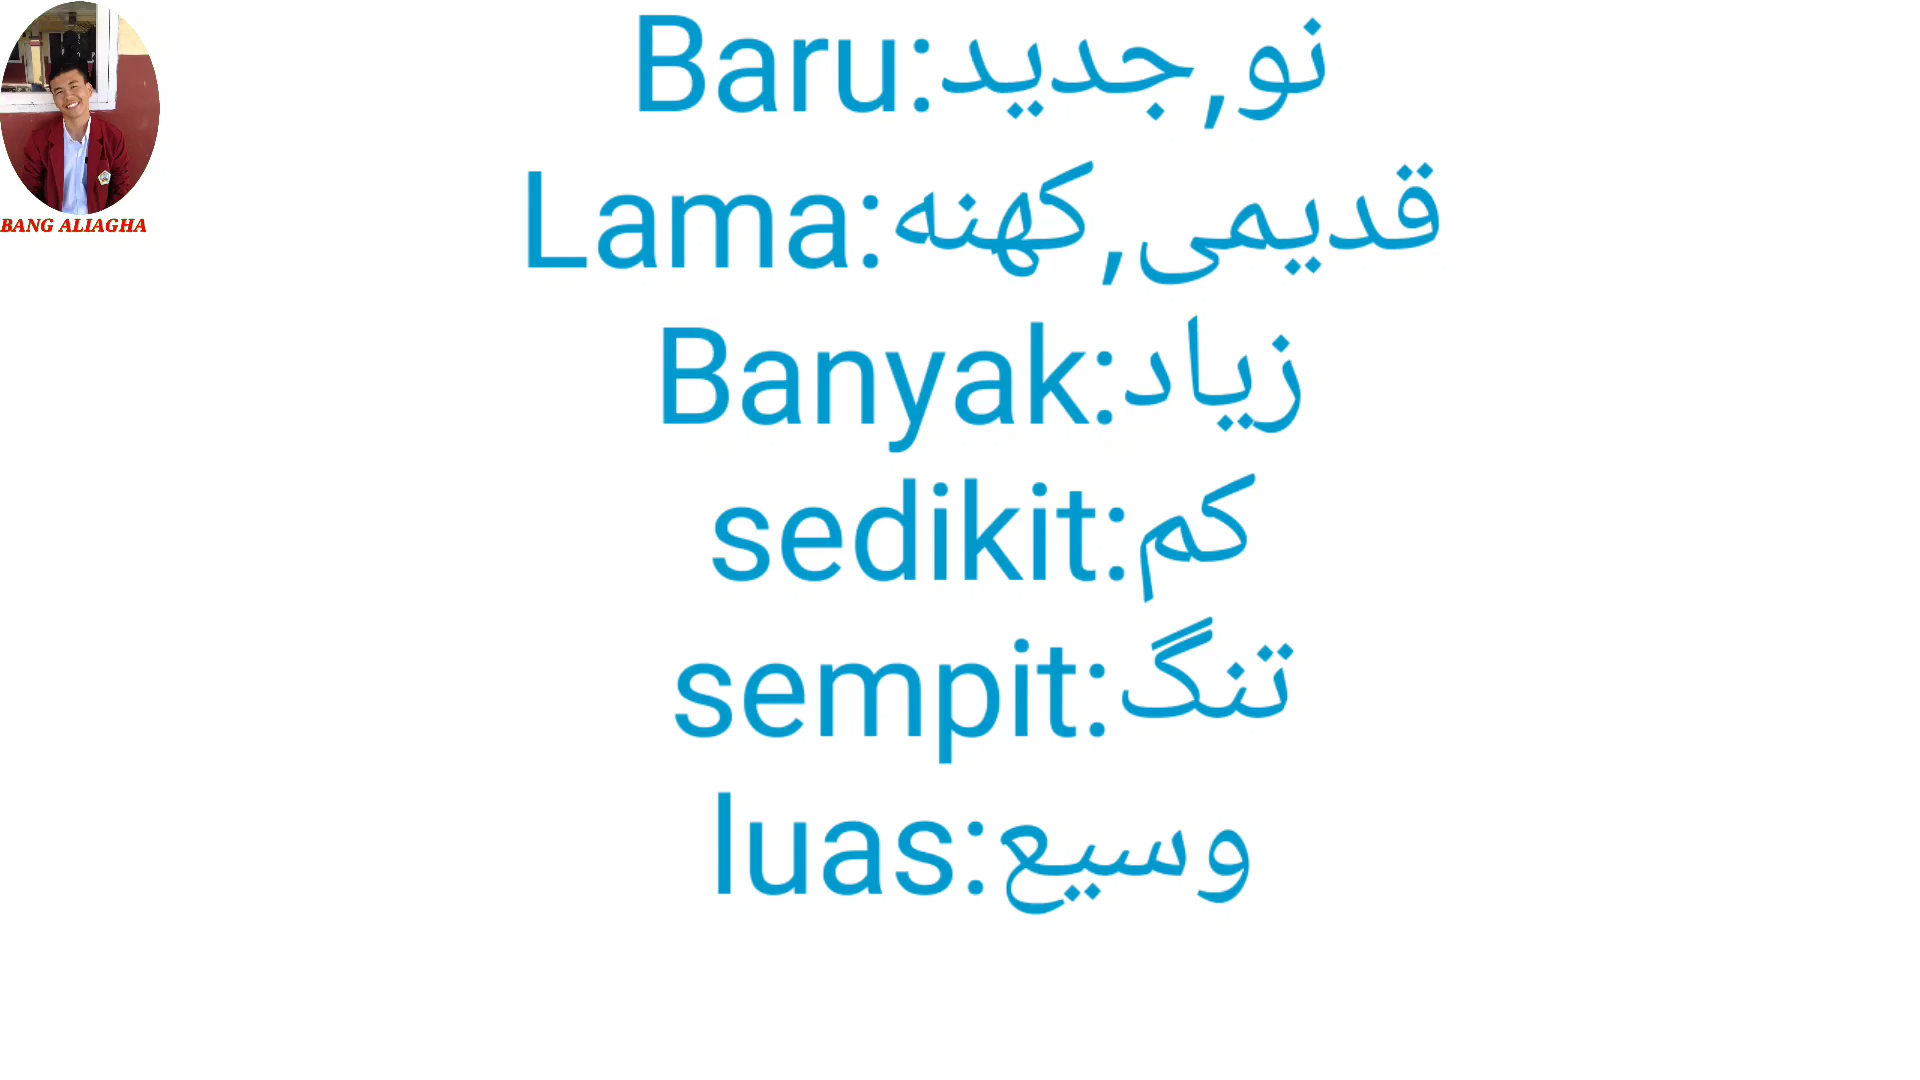 BANG ALIAGHA
Baru:نو,جدید
Lama:قدیمی,کهنه
Banyak:زیاد
sedikit:کم
sempit:تنگ
luas:وسیع